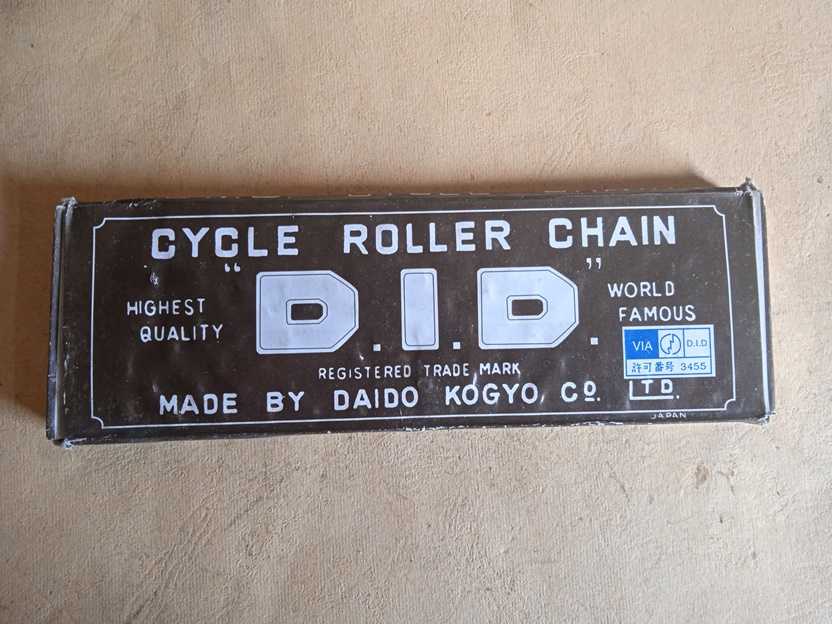 CYCLE ROLLER CHAIN
HIGHEST
QUALITY
"D.I.D."
WORLD
FAMOUS
VIA D.I.D
許可番号 3455
REGISTERED TRADE MARK
MADE BY DAIDO KOGYO, CO. LTD.
JAPAN